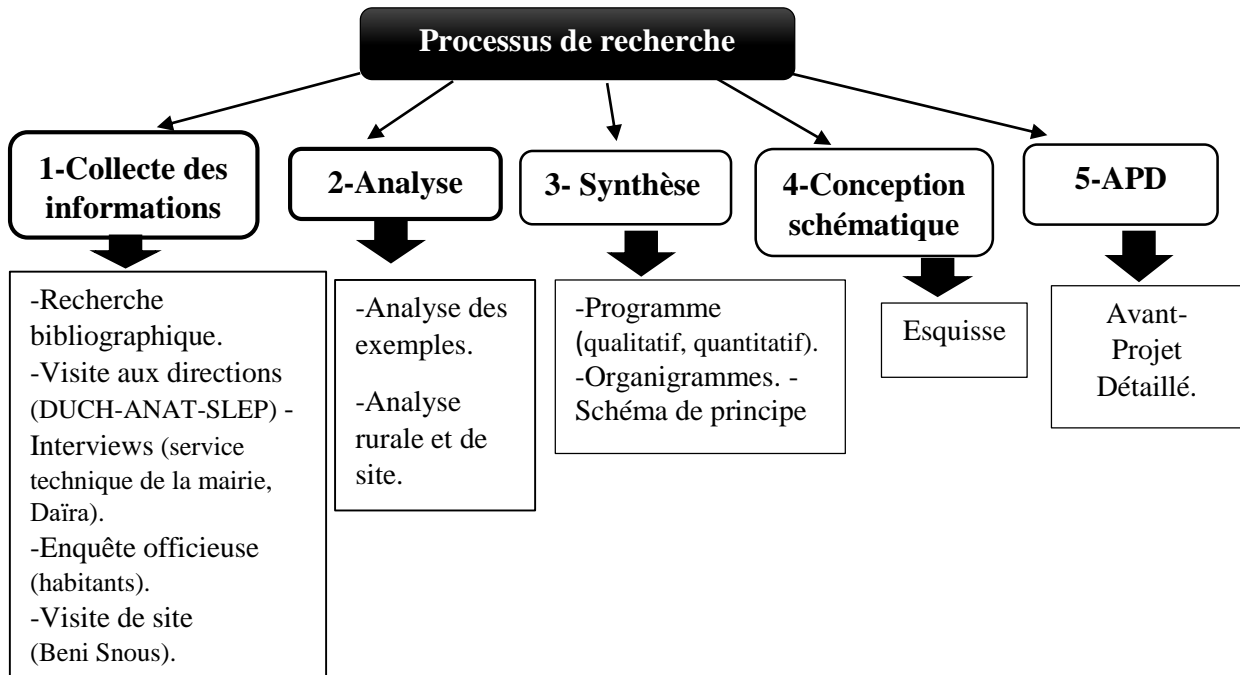 Processus de recherche
1-Collecte des
informations
2-Analyse
3- Synthèse
4-Conception
schématique
5-APD
-Recherche
bibliographique.
-Visite aux directions
(DUCH-ANAT-SLEP) -
Interviews (service
technique de la mairie,
Daïra).
-Enquête officieuse
(habitants).
-Visite de site
(Beni Snous).
-Analyse des
exemples.
-Analyse
rurale et de
site.
-Programme
(qualitatif, quantitatif).
-Organigrammes. -
Schéma de principe
Esquisse
Avant-
Projet
Détaillé.